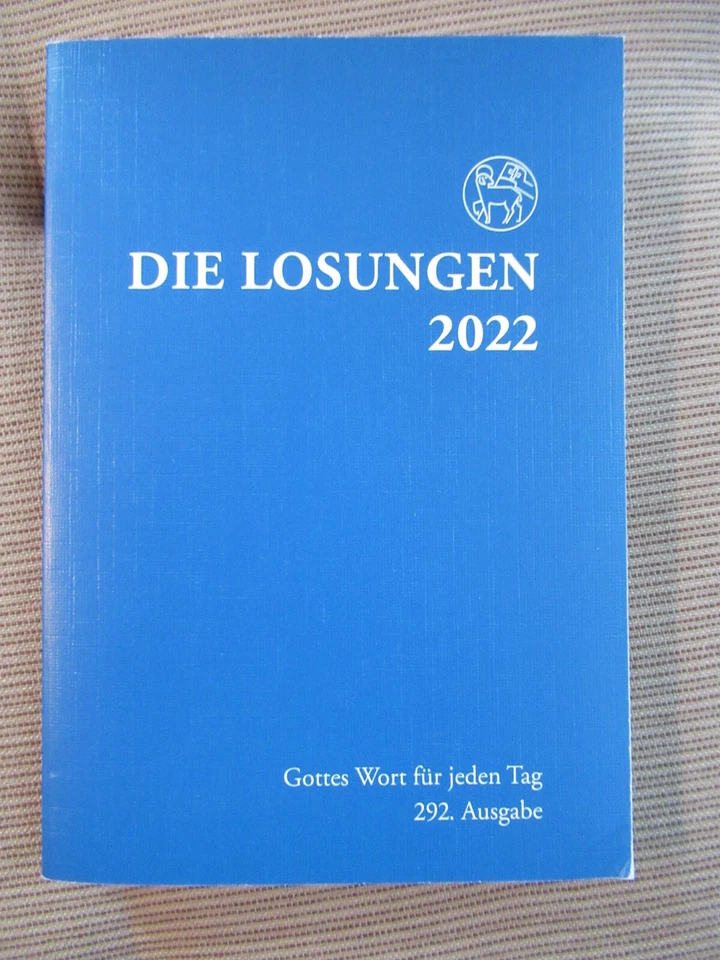 DIE LOSUNGEN
2022
Gottes Wort für jeden Tag
292. Ausgabe